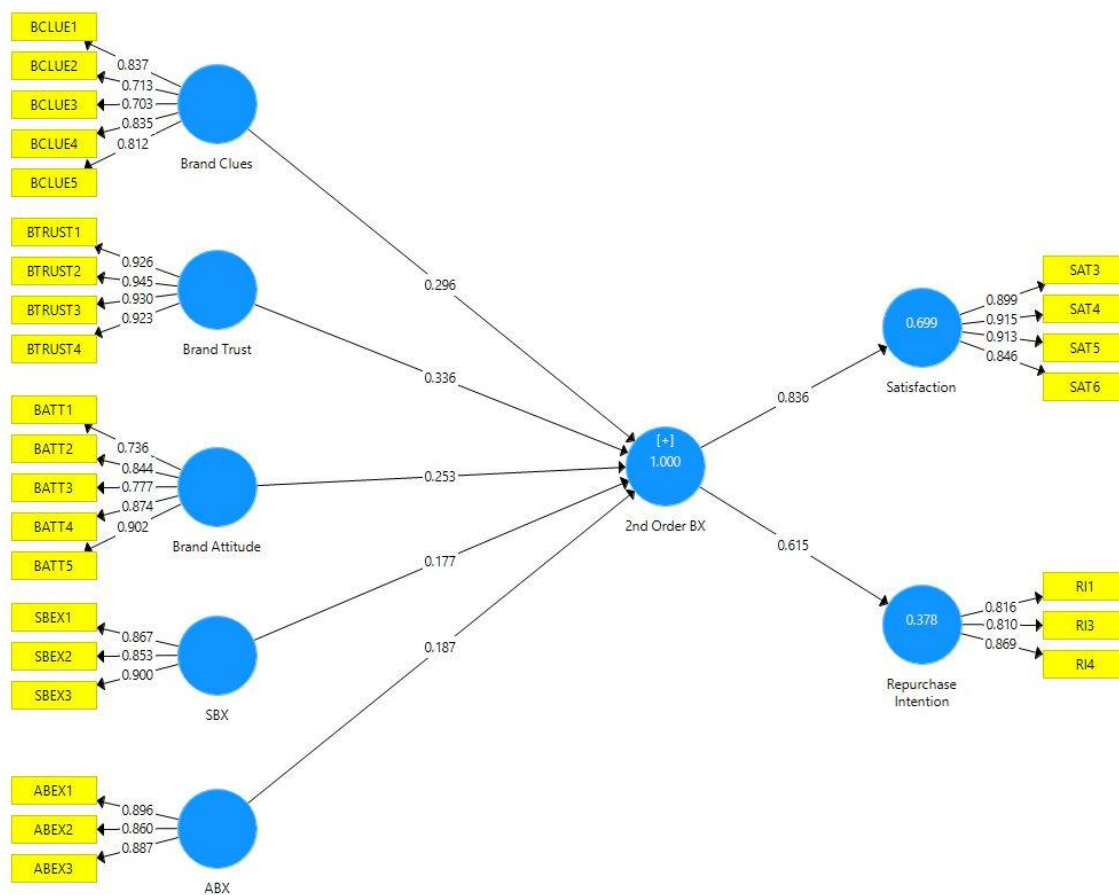 BCLUE1
BCLUE2
BCLUE3
BCLUE4
BCLUE5
0.837
0.713
0.703
0.835
0.812
Brand Clues
BTRUST1
BTRUST2
BTRUST3
BTRUST4
0.926
0.945
0.930
0.923
Brand Trust
BATT1
BATT2
BATT3
BATT4
BATT5
0.736
0.844
0.777
0.874
0.902
Brand Attitude
SBEX1
SBEX2
SBEX3
0.867
0.853
0.900
SBX
ABEX1
ABEX2
ABEX3
0.896
0.860
0.887
ABX
0.296
0.336
0.253
0.177
0.187
[+]
1.000
2nd Order BX
0.836
0.615
0.699
Satisfaction
0.899
0.915
0.913
0.846
SAT3
SAT4
SAT5
SAT6
0.378
Repurchase
Intention
0.816
0.810
0.869
RI1
RI3
RI4